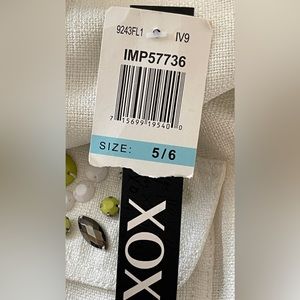 9243FL1 IV9
IMP57736
7 15699 19540 0
SIZE: 5/6
XOX